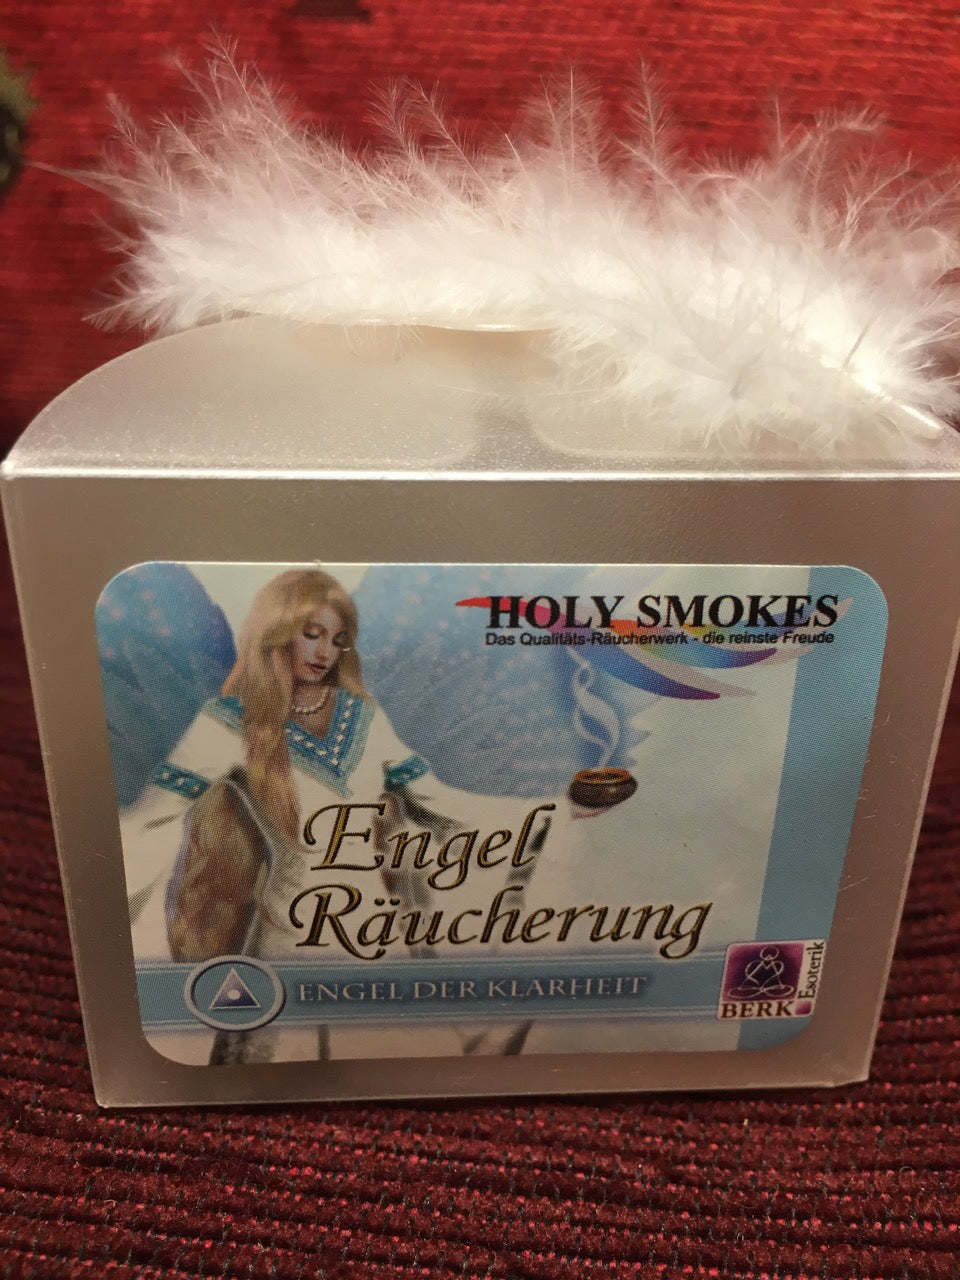 HOLY SMOKES
Das Qualitäts-Räucherwerk - die reinste Freude
Engel
Räucherung
ENGEL DER KLARHEIT
BERK
Esoterik